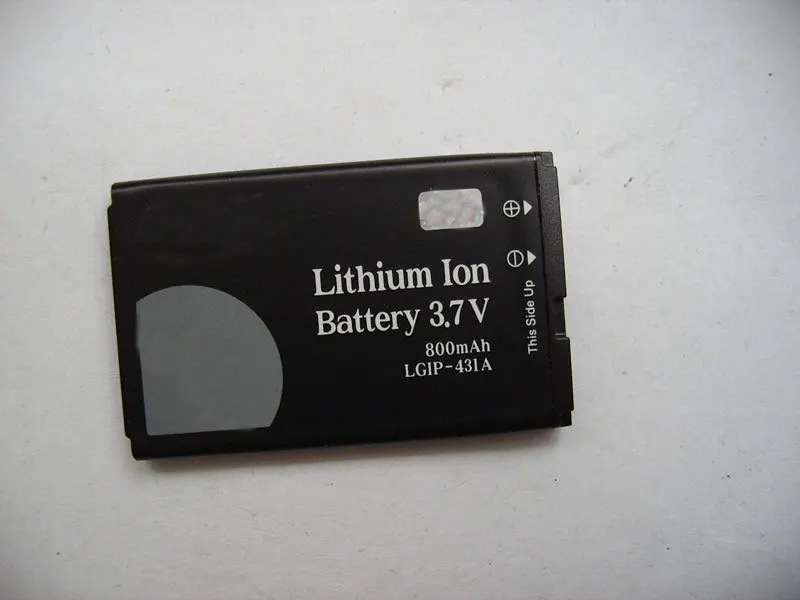 Lithium Ion
Battery 3.7V
800mAh
LGIP-431A
This Side Up